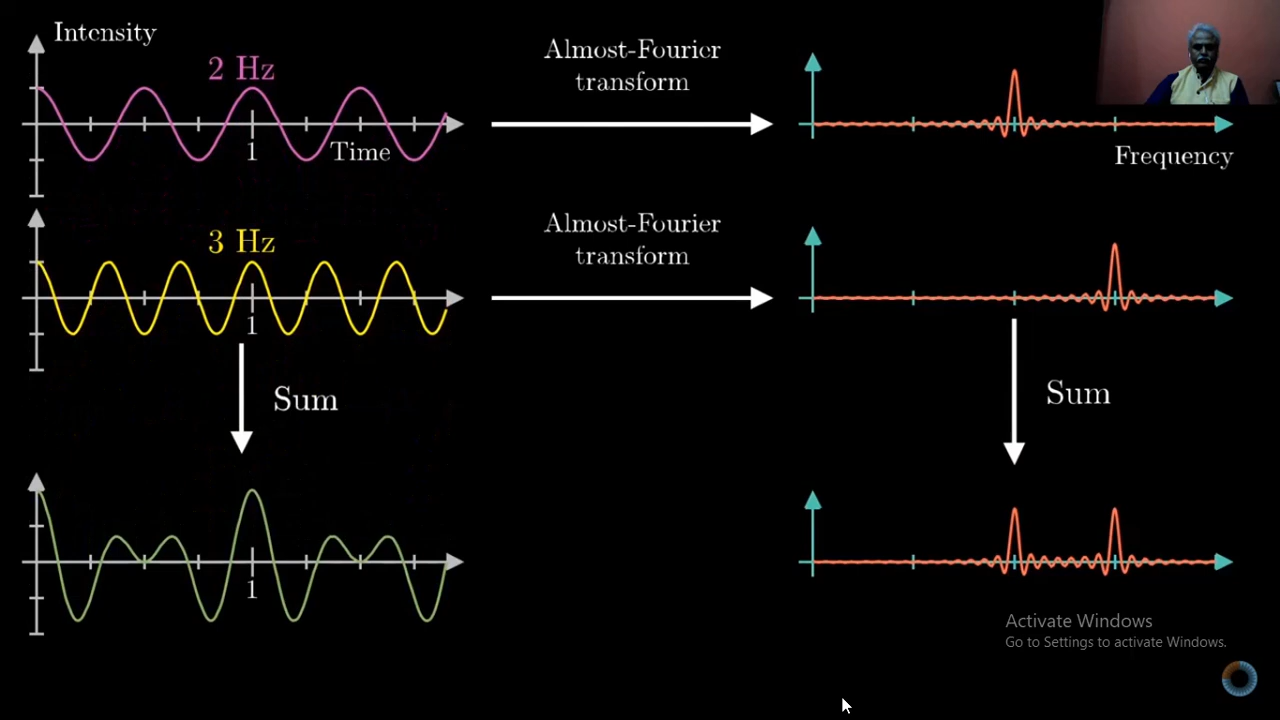 Intensity
2 Hz
Almost-Fourier
transform
1
Time
Frequency
3 Hz
Almost-Fourier
transform
1
Sum
Sum
1
Activate Windows
Go to Settings to activate Windows.